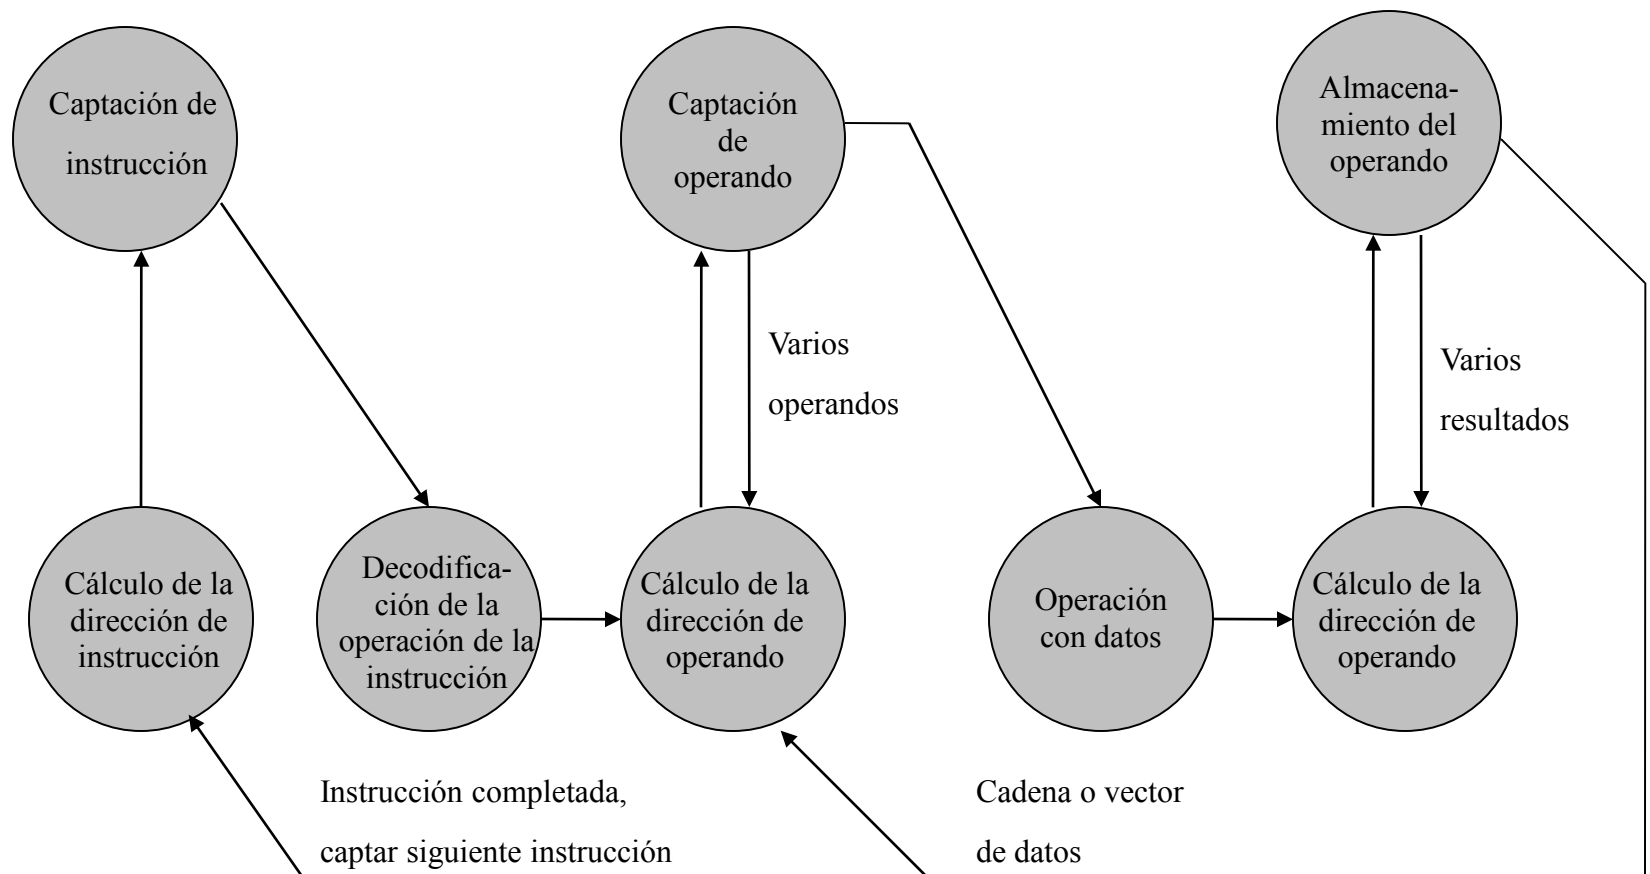 Captación de
instrucción
Captación
de
operando
Almacena-
miento del
operando
Varios
operandos
Varios
resultados
Cálculo de la
dirección de
instrucción
Decodifica-
ción de la
operación de la
instrucción
Cálculo de la
dirección de
operando
Operación
con datos
Cálculo de la
dirección de
operando
Instrucción completada,
captar siguiente instrucción
Cadena o vector
de datos